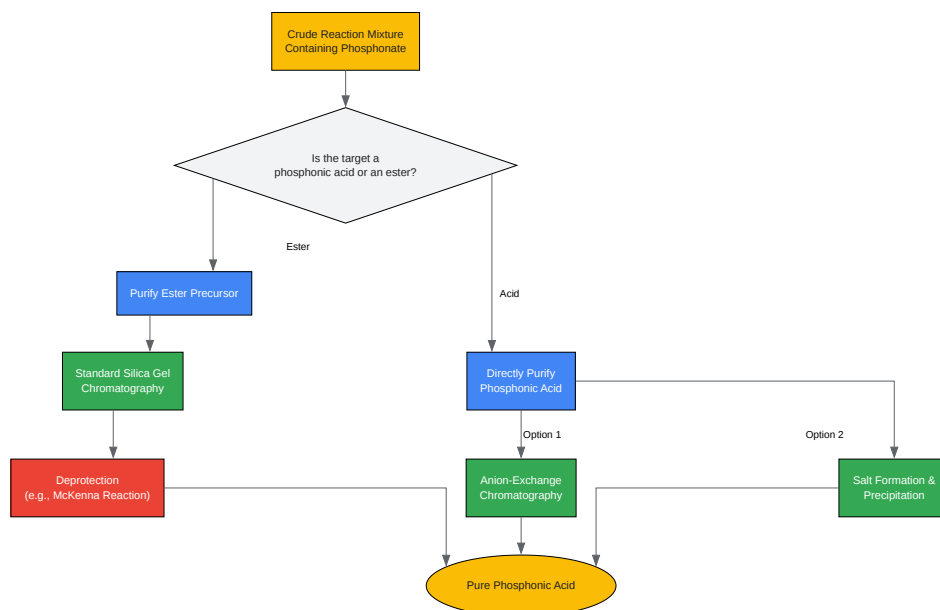 Crude Reaction Mixture
Containing Phosphonate
Is the target a
phosphonic acid or an ester?
Ester
Purify Ester Precursor
Acid
Standard Silica Gel
Chromatography
Directly Purify
Phosphonic Acid
Option 1
Option 2
Deprotection
(e.g., McKenna Reaction)
Anion-Exchange
Chromatography
Salt Formation &
Precipitation
Pure Phosphonic Acid